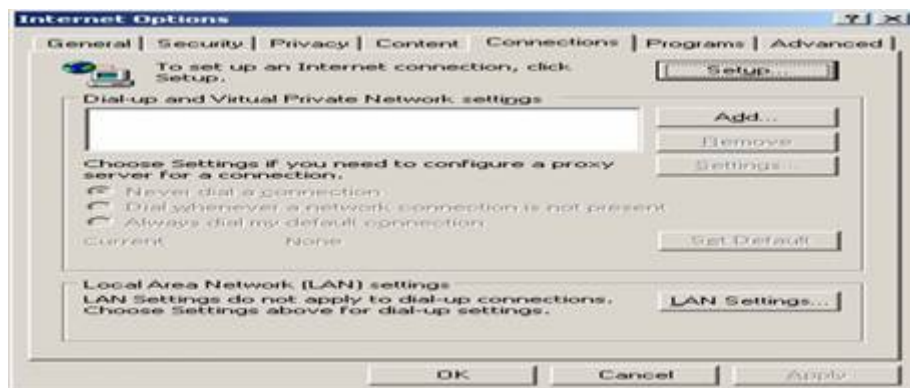 Internet Options
General Security Privacy Content Connections Programs Advanced
To set up an Internet connection, click
Setup.
Setup...
Dial-up and Virtual Private Network settings
Add...
Remove
Choose Settings if you need to configure a proxy
server for a connection.
Settings...
Never dial a connection
Dial whenever a network connection is not present
Always dial my default connection
Current None
Set Default
Local Area Network (LAN) settings
LAN Settings do not apply to dial-up connections.
Choose Settings above for dial-up settings.
LAN Settings...
OK Cancel Apply